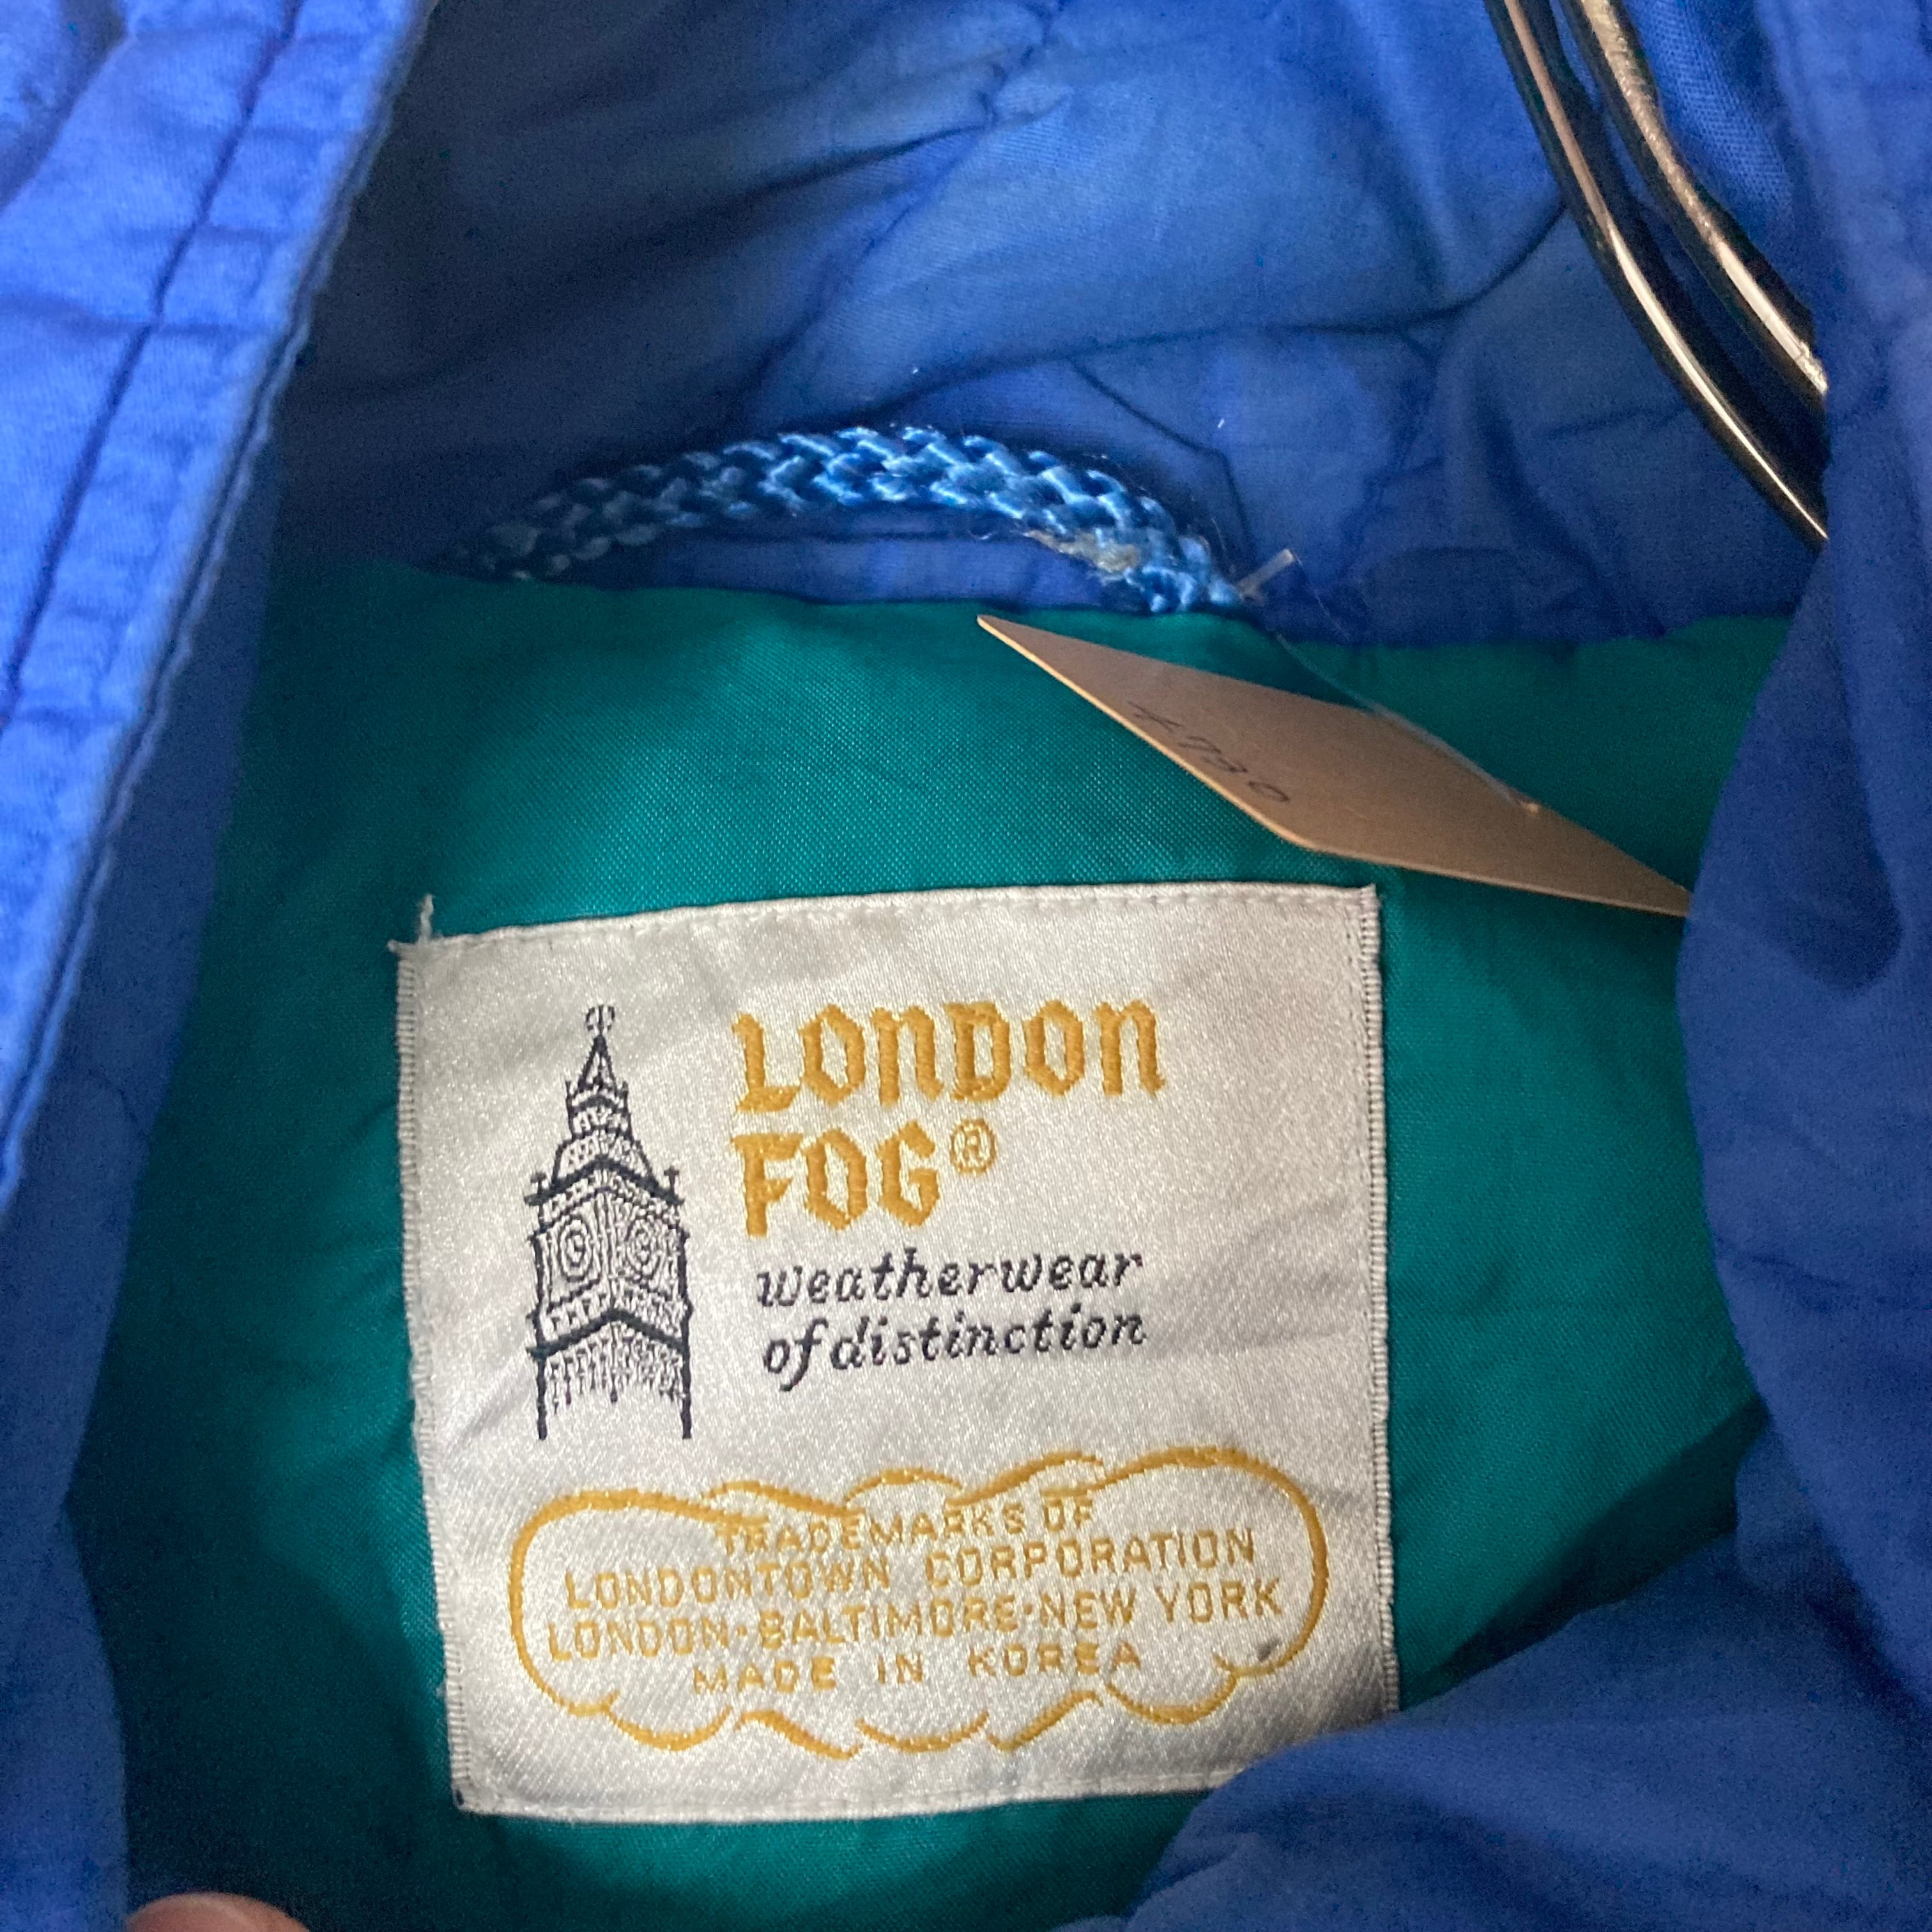 LONDON
FOG®
weatherwear
of distinction
TRADEMARKS OF
LONDONTOWN CORPORATION
LONDON·BALTIMORE·NEW YORK
MADE IN KOREA